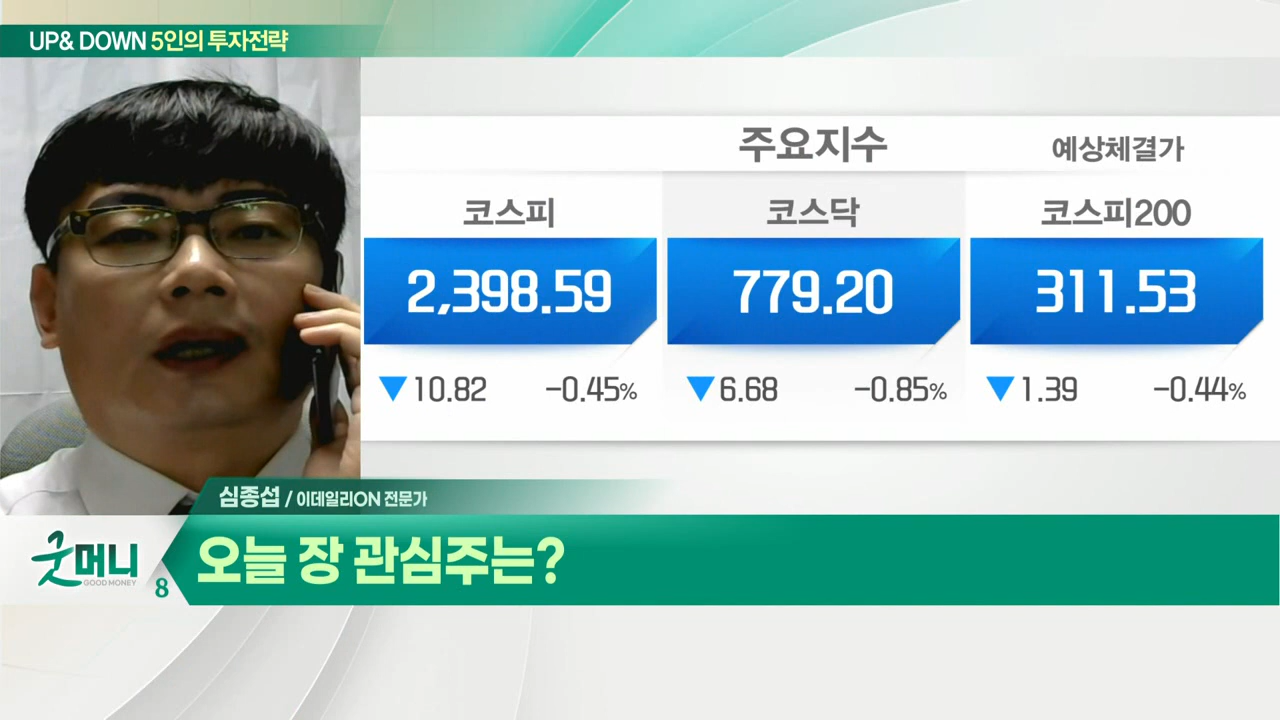 UP& DOWN 5인의 투자전략
주요지수
예상체결가
코스피
코스닥
코스피200
2,398.59
779.20
311.53
▼10.82 -0.45%
▼6.68 -0.85%
▼1.39 -0.44%
심종섭 / 이데일리ON 전문가
굿머니
GOOD MONEY
8
오늘 장 관심주는?